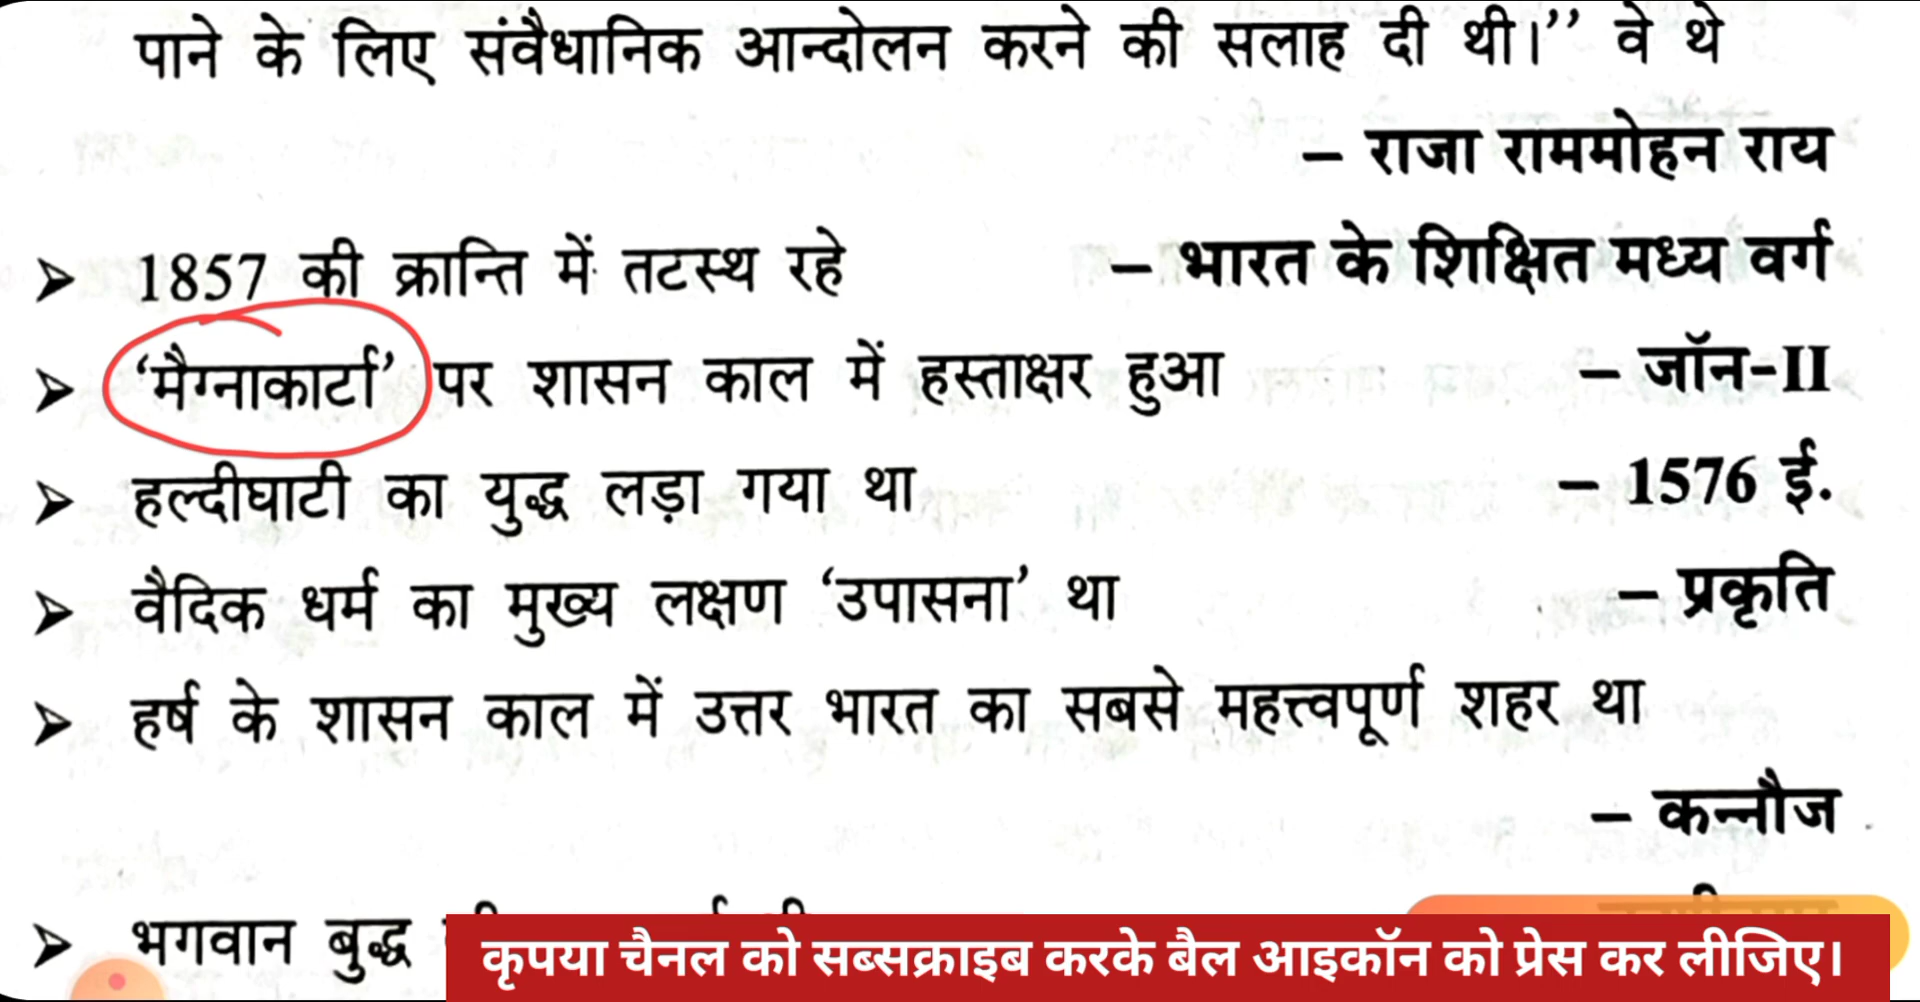 पाने के लिए संवैधानिक आन्दोलन करने की सलाह दी थी।’’ वे थे
– राजा राममोहन राय
➢ 1857 की क्रान्ति में तटस्थ रहे – भारत के शिक्षित मध्य वर्ग
➢ ‘मैग्नाकार्टा’ पर शासन काल में हस्ताक्षर हुआ – जॉन-II
➢ हल्दीघाटी का युद्ध लड़ा गया था – 1576 ई.
➢ वैदिक धर्म का मुख्य लक्षण ‘उपासना’ था – प्रकृति
➢ हर्ष के शासन काल में उत्तर भारत का सबसे महत्त्वपूर्ण शहर था
– कन्नौज
➢ भगवान बुद्ध
कृपया चैनल को सब्सक्राइब करके बैल आइकॉन को प्रेस कर लीजिए।